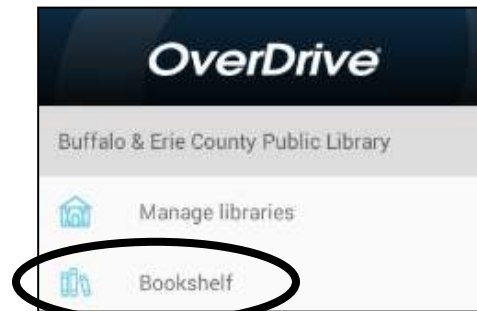 OverDrive
Buffalo & Erie County Public Library
Manage libraries
Bookshelf